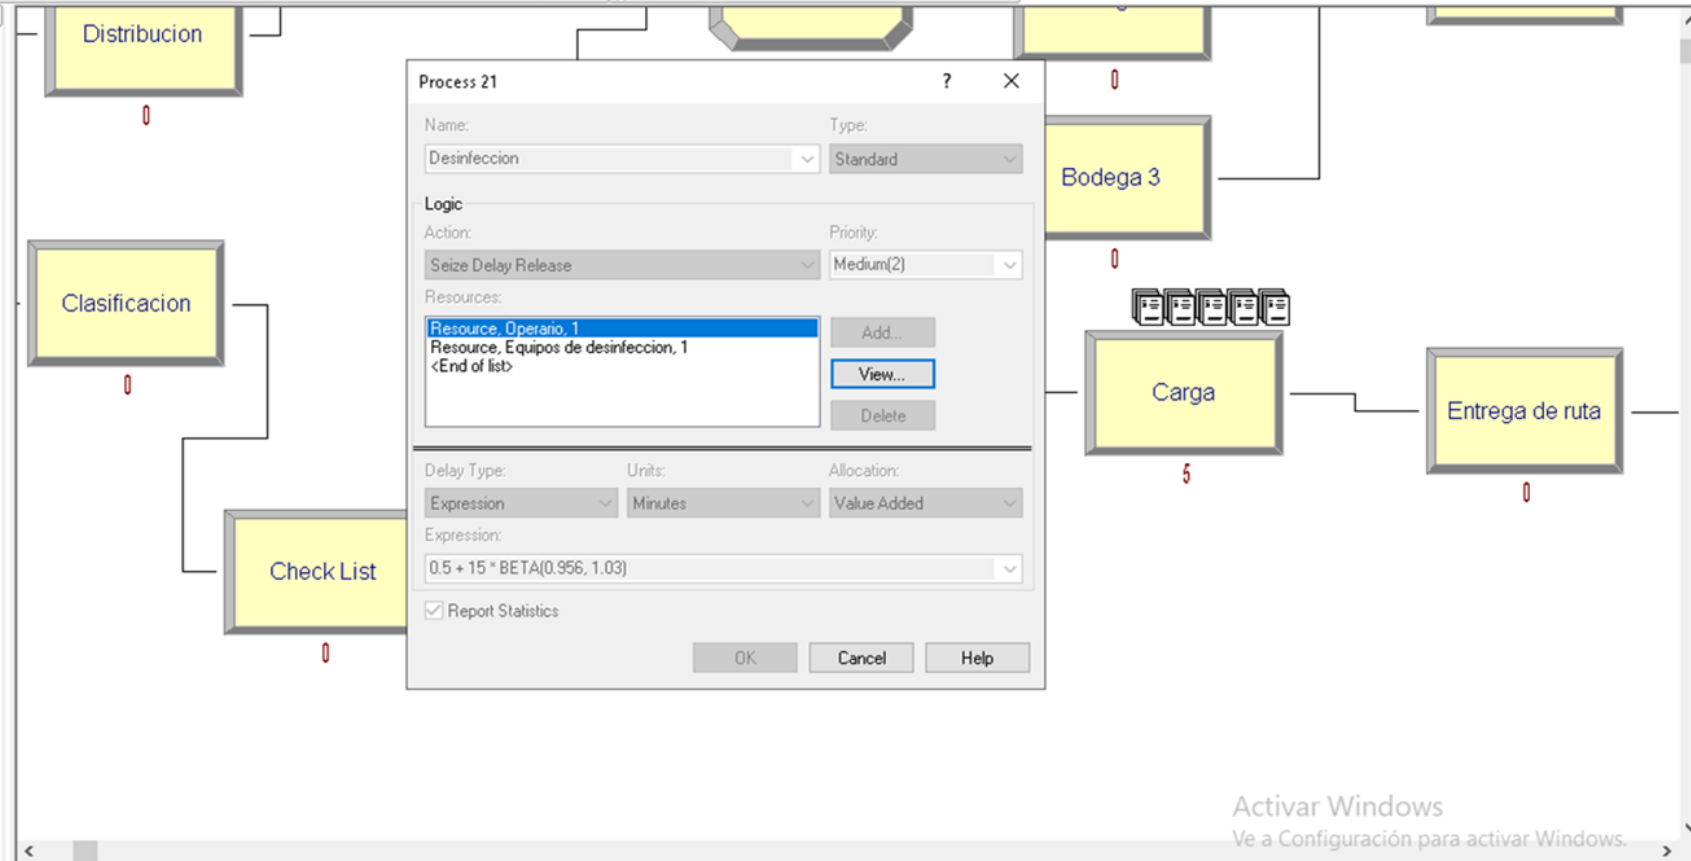 Distribucion
0
0
Process 21
?
Name:
Type:
Desinfeccion
Standard
Bodega 3
0
Logic
Action:
Priority:
Seize Delay Release
Medium(2)
Resources:
Resource, Operario, 1
Resource, Equipos de desinfeccion, 1
<End of list>
Add...
View...
Delete
Clasificacion
0
Carga
5
Entrega de ruta
0
Delay Type:
Units:
Allocation:
Expression
Minutes
Value Added
Expression:
0.5 + 15 * BETA(0.956, 1.03)
Report Statistics
OK
Cancel
Help
Check List
0
Activar Windows
Ve a Configuración para activar Windows.